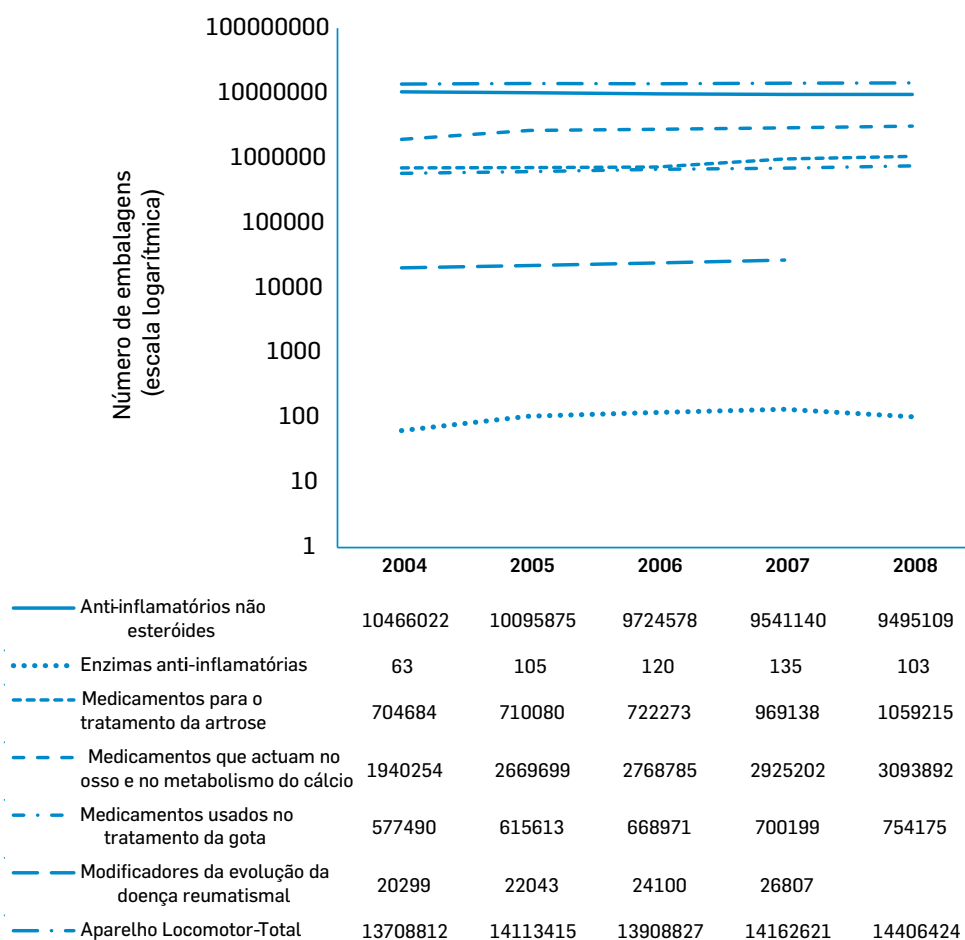 Número de embalagens
(escala logarítmica)
100000000
10000000
1000000
100000
10000
1000
100
10
1
2004 2005 2006 2007 2008
Anti-inflamatórios não
esteróides
10466022 10095875 9724578 9541140 9495109
Enzimas anti-inflamatórias 63 105 120 135 103
Medicamentos para o
tratamento da artrose
704684 710080 722273 969138 1059215
Medicamentos que actuam no
osso e no metabolismo do cálcio
1940254 2669699 2768785 2925202 3093892
Medicamentos usados no
tratamento da gota
577490 615613 668971 700199 754175
Modificadores da evolução da
doença reumatismal
20299 22043 24100 26807
Aparelho Locomotor-Total 13708812 14113415 13908827 14162621 14406424